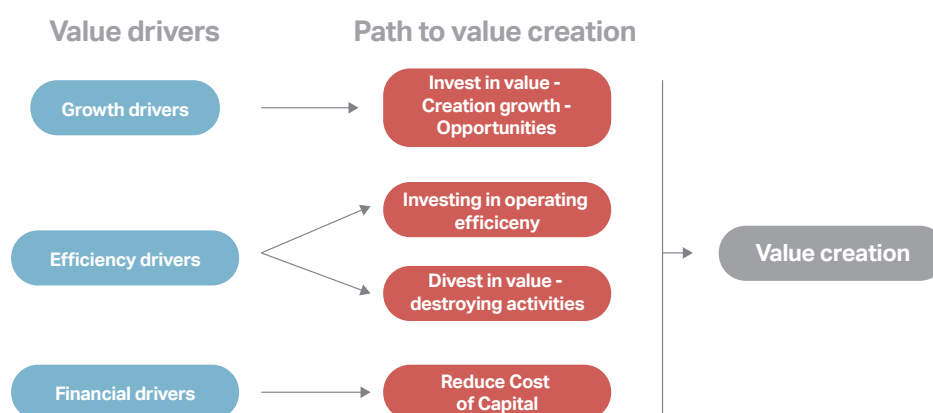 Value drivers
Path to value creation
Growth drivers
Invest in value -
Creation growth -
Opportunities
Efficiency drivers
Investing in operating
efficiceny
Divest in value -
destroying activities
Value creation
Financial drivers
Reduce Cost
of Capital